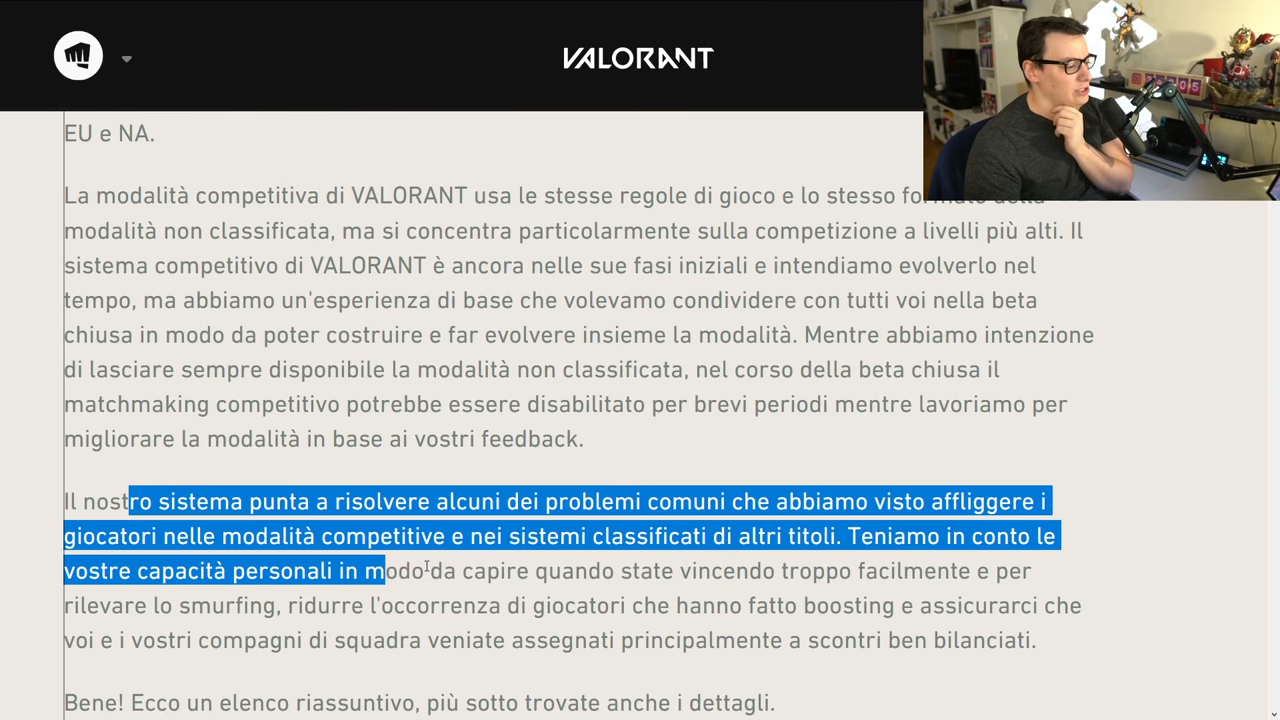 VALORANT
EU e NA.
La modalità competitiva di VALORANT usa le stesse regole di gioco e lo stesso formato della
modalità non classificata, ma si concentra particolarmente sulla competizione a livelli più alti. Il
sistema competitivo di VALORANT è ancora nelle sue fasi iniziali e intendiamo evolverlo nel
tempo, ma abbiamo un'esperienza di base che volevamo condividere con tutti voi nella beta
chiusa in modo da poter costruire e far evolvere insieme la modalità. Mentre abbiamo intenzione
di lasciare sempre disponibile la modalità non classificata, nel corso della beta chiusa il
matchmaking competitivo potrebbe essere disabilitato per brevi periodi mentre lavoriamo per
migliorare la modalità in base ai vostri feedback.
Il nostro sistema punta a risolvere alcuni dei problemi comuni che abbiamo visto affliggere i
giocatori nelle modalità competitive e nei sistemi classificati di altri titoli. Teniamo in conto le
vostre capacità personali in modo da capire quando state vincendo troppo facilmente e per
rilevare lo smurfing, ridurre l'occorrenza di giocatori che hanno fatto boosting e assicurarci che
voi e i vostri compagni di squadra veniate assegnati principalmente a scontri ben bilanciati.
Bene! Ecco un elenco riassuntivo, più sotto trovate anche i dettagli.